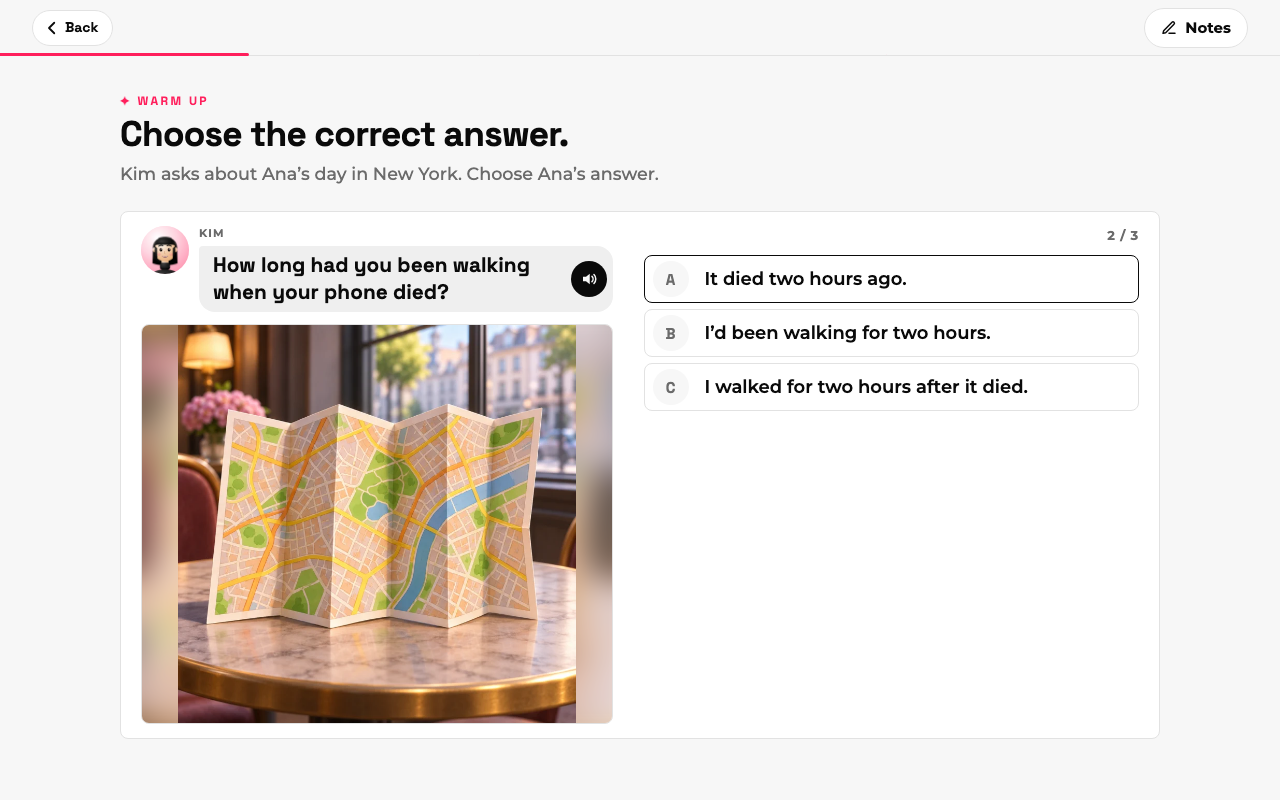 Back
Notes
WARM UP
Choose the correct answer.
Kim asks about Ana’s day in New York. Choose Ana’s answer.
KIM
How long had you been walking
when your phone died?
2 / 3
A It died two hours ago.
B I’d been walking for two hours.
C I walked for two hours after it died.